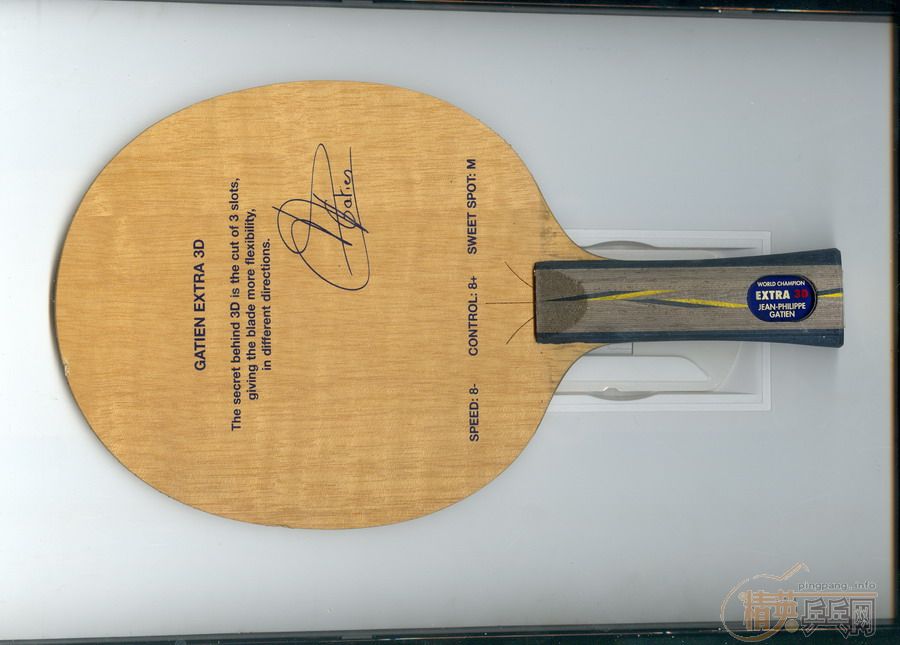 GATIEN EXTRA 3D
The secret behind 3D is the cut of 3 slots,
giving the blade more flexibility,
in different directions.
Gatien
SPEED: 8- CONTROL: 8+ SWEET SPOT: M
WORLD CHAMPION
EXTRA 3D
JEAN-PHILIPPE
GATIEN
pingpang.info
精英乒乓网